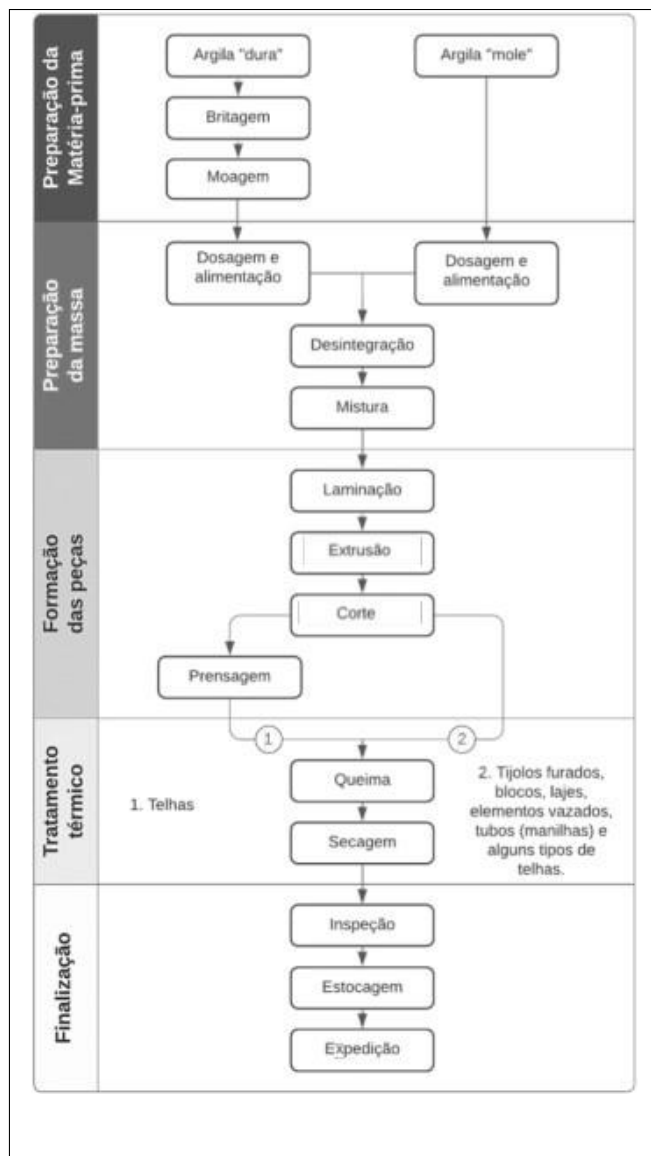 Preparação da
Matéria-prima
Argila "dura"
Argila "mole"
Britagem
Moagem
Preparação
da massa
Dosagem e
alimentação
Dosagem e
alimentação
Desintegração
Mistura
Formação
das peças
Laminação
Extrusão
Corte
Prensagem
1
2
Tratamento
térmico
1. Telhas
Queima
Secagem
2. Tijolos furados,
blocos, lajes,
elementos vazados,
tubos (manilhas) e
alguns tipos de
telhas.
Finalização
Inspeção
Estocagem
Expedição